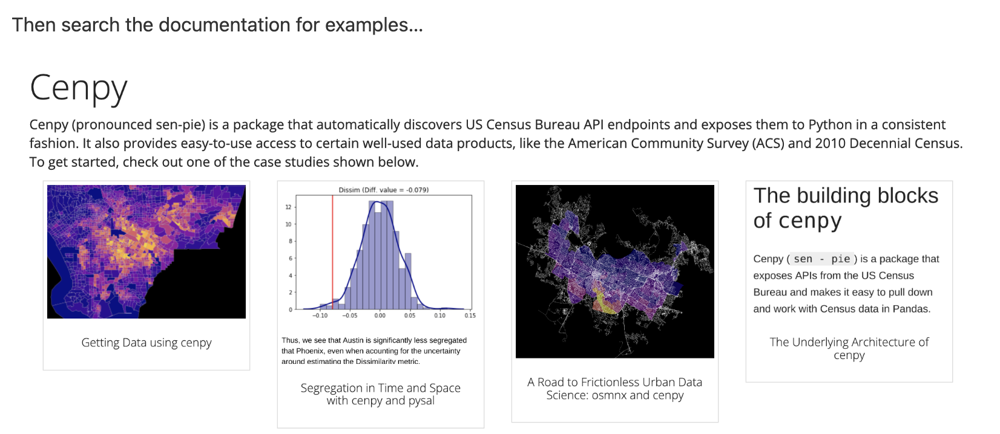 Then search the documentation for examples...
Cenpy
Cenpy (pronounced sen-pie) is a package that automatically discovers US Census Bureau API endpoints and exposes them to Python in a consistent
fashion. It also provides easy-to-use access to certain well-used data products, like the American Community Survey (ACS) and 2010 Decennial Census.
To get started, check out one of the case studies shown below.
Getting Data using cenpy
Dissim (Diff. value = -0.079)
12
10
8
6
4
2
0
−0.10 −0.05 0.00 0.05 0.10 0.15
Thus, we see that Austin is significantly less segregated
that Phoenix, even when acounting for the uncertainty
around estimating the Dissimilarity metric.
Segregation in Time and Space
with cenpy and pysal
A Road to Frictionless Urban Data
Science: osmnx and cenpy
The building blocks
of cenpy
Cenpy ( sen - pie ) is a package that
exposes APIs from the US Census
Bureau and makes it easy to pull down
and work with Census data in Pandas.
The Underlying Architecture of
cenpy